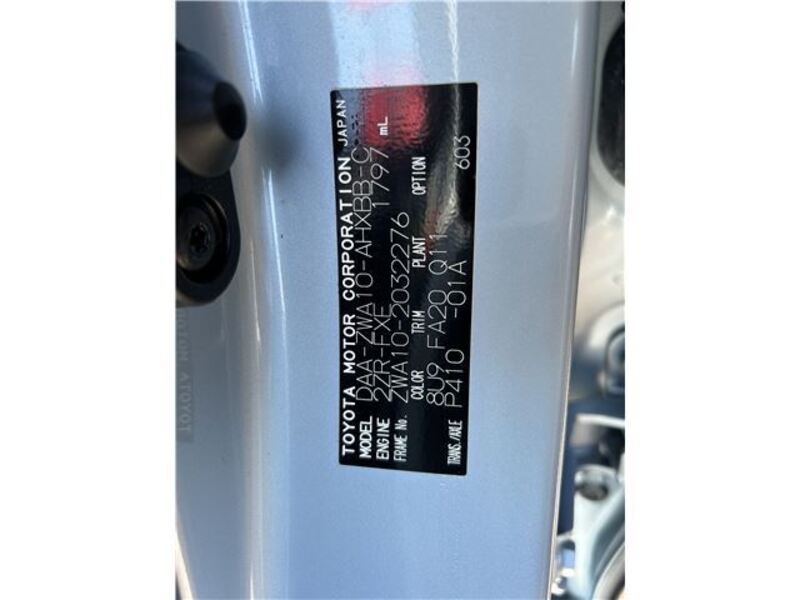 TOYOTA MOTOR CORPORATION JAPAN
MODEL DAA-ZWA10-AHXBB-C
ENGINE 2ZR-FXE 1797 mL
FRAME No. ZWA10-2032276
COLOR TRIM PLANT OPTION
8U9 FA20 Q11
TRANS./AXLE P410 -01A 603